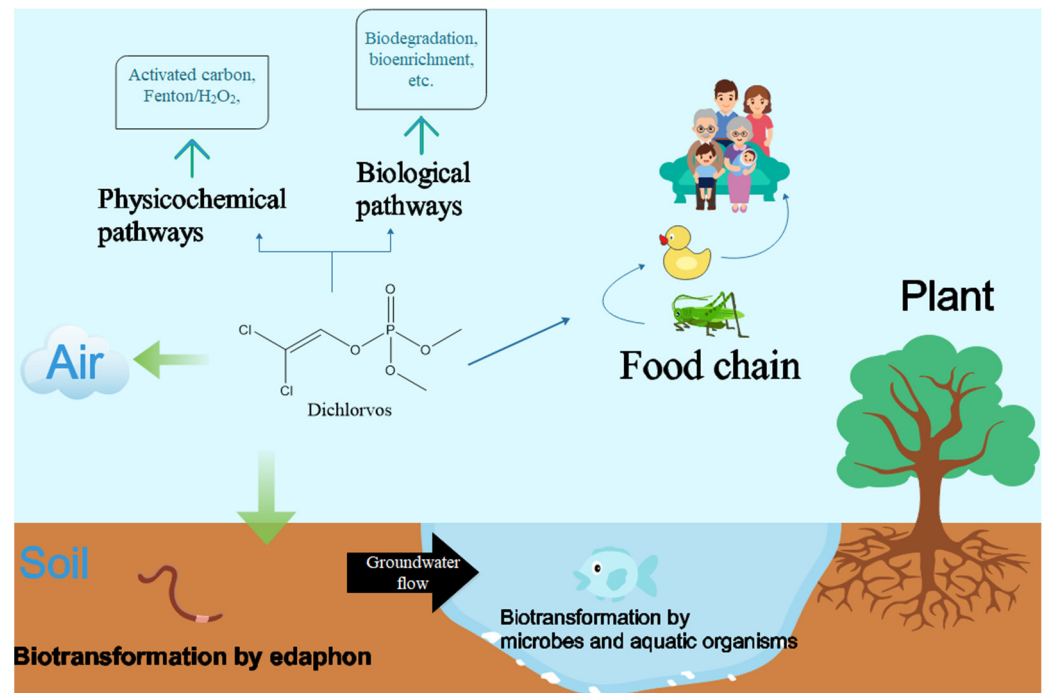 Biodegradation,
bioenrichment,
etc.
Activated carbon,
Fenton/H₂O₂,
Physicochemical
pathways
Biological
pathways
Plant
Air
Cl
Cl
O
P
O
O
O
Dichlorvos
Food chain
Soil
Groundwater
flow
Biotransformation by
microbes and aquatic organisms
Biotransformation by edaphon